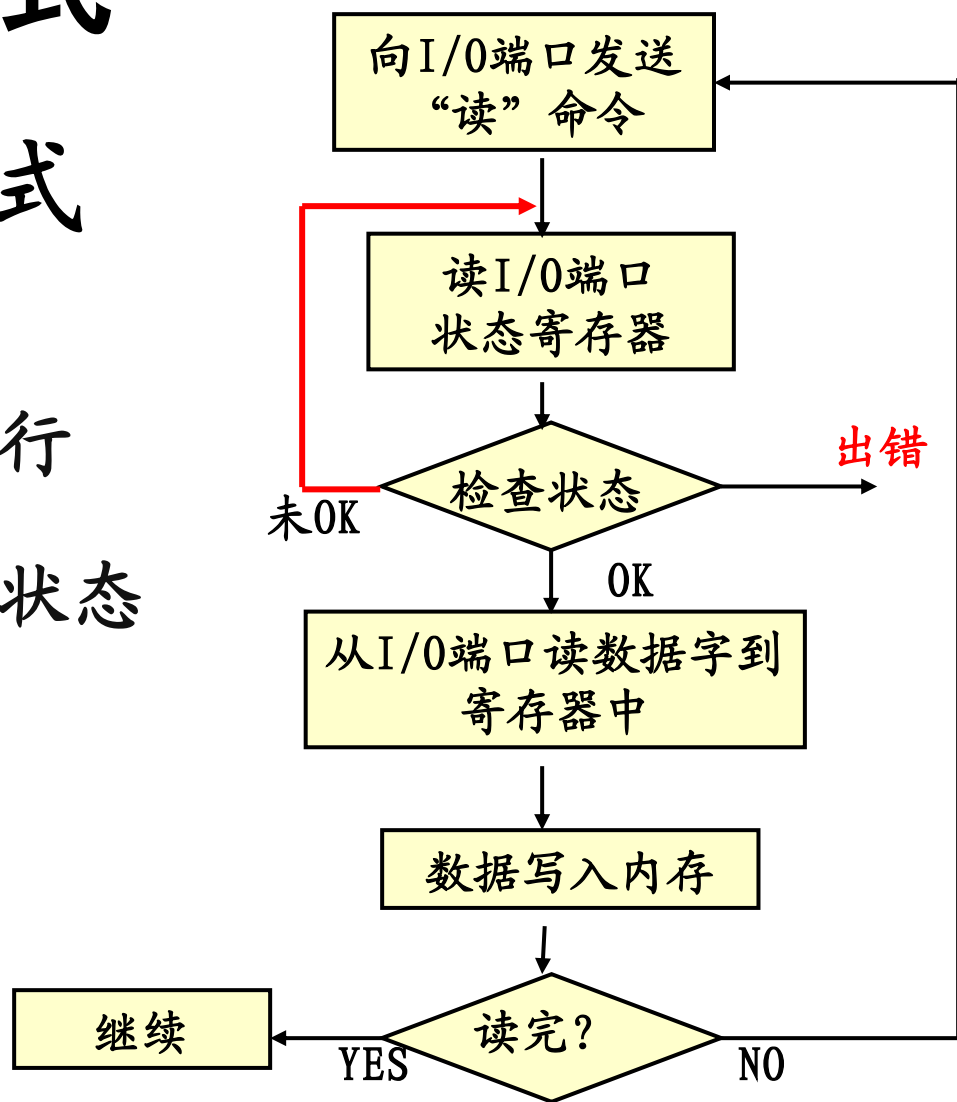 式
向I/O端口发送
“读”命令
式
读I/O端口
状态寄存器
行
检查状态
出错
未OK
OK
状态
从I/O端口读数据字到
寄存器中
数据写入内存
继续
读完?
YES
NO